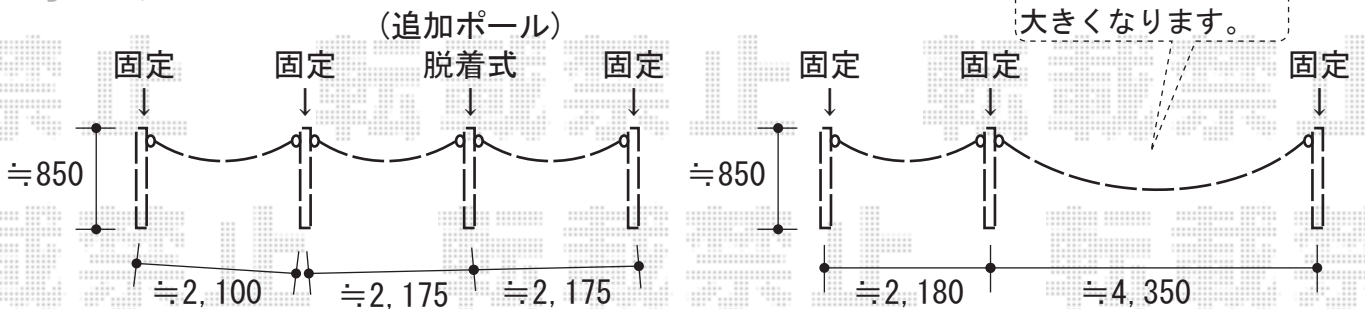 (追加ポール)
固定 固定 脱着式 固定
≒850
≒2,100 ≒2,175 ≒2,175
大きくなります。
固定 固定 固定
≒850
≒2,180 ≒4,350